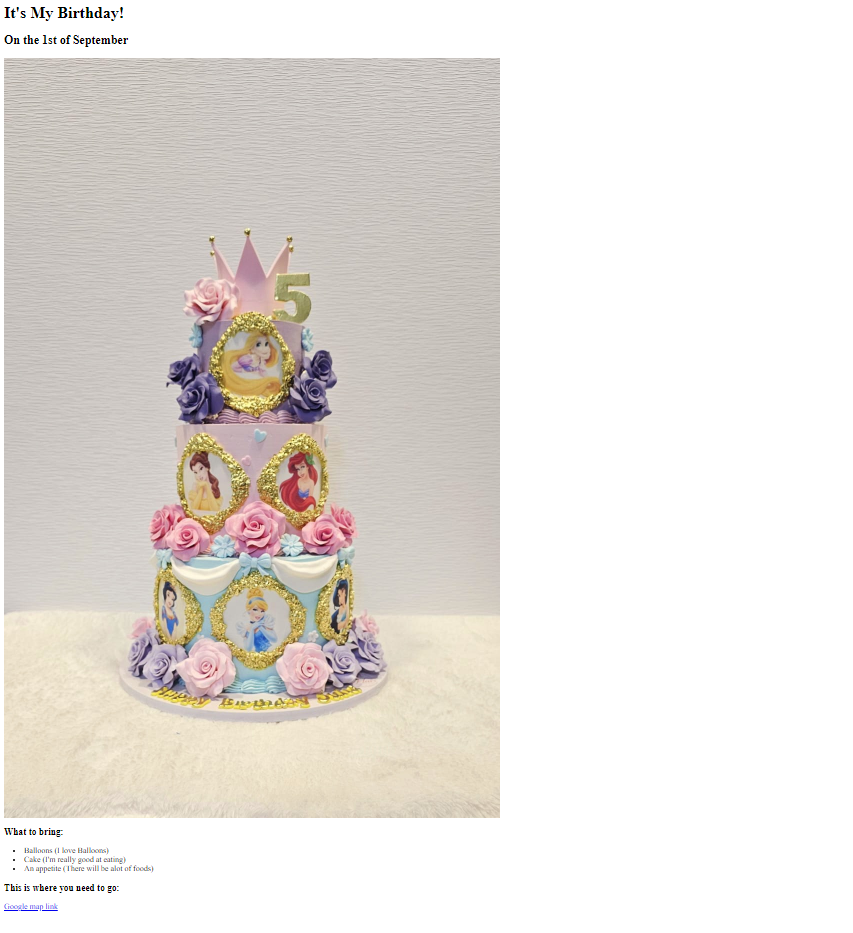 It's My Birthday!
On the 1st of September
5
Happy Birthday
What to bring:
Balloons (I love Balloons)
Cake (I'm really good at eating)
An appetite (There will be alot of foods)
This is where you need to go:
Google map link